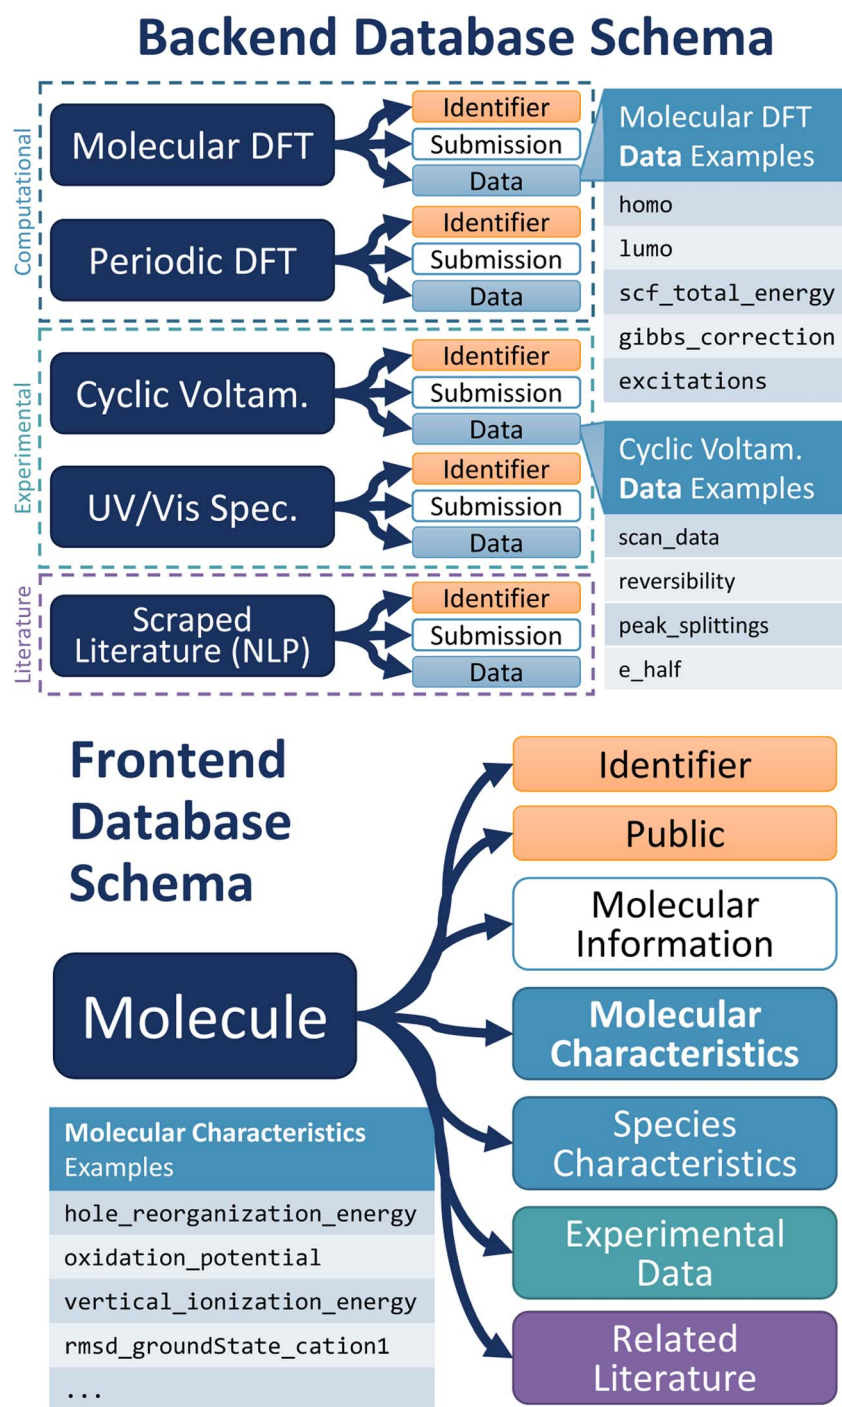 Backend Database Schema
Computational
Molecular DFT
Identifier
Submission
Data
Periodic DFT
Identifier
Submission
Data
Molecular DFT
Data Examples
homo
lumo
scf_total_energy
gibbs_correction
excitations
Experimental
Cyclic Voltam.
Identifier
Submission
Data
UV/Vis Spec.
Identifier
Submission
Data
Cyclic Voltam.
Data Examples
scan_data
reversibility
peak_splittings
e_half
Literature
Scraped
Literature (NLP)
Identifier
Submission
Data
Frontend
Database
Schema
Molecule
Identifier
Public
Molecular
Information
Molecular
Characteristics
Species
Characteristics
Experimental
Data
Related
Literature
Molecular Characteristics
Examples
hole_reorganization_energy
oxidation_potential
vertical_ionization_energy
rmsd_groundState_cation1
...